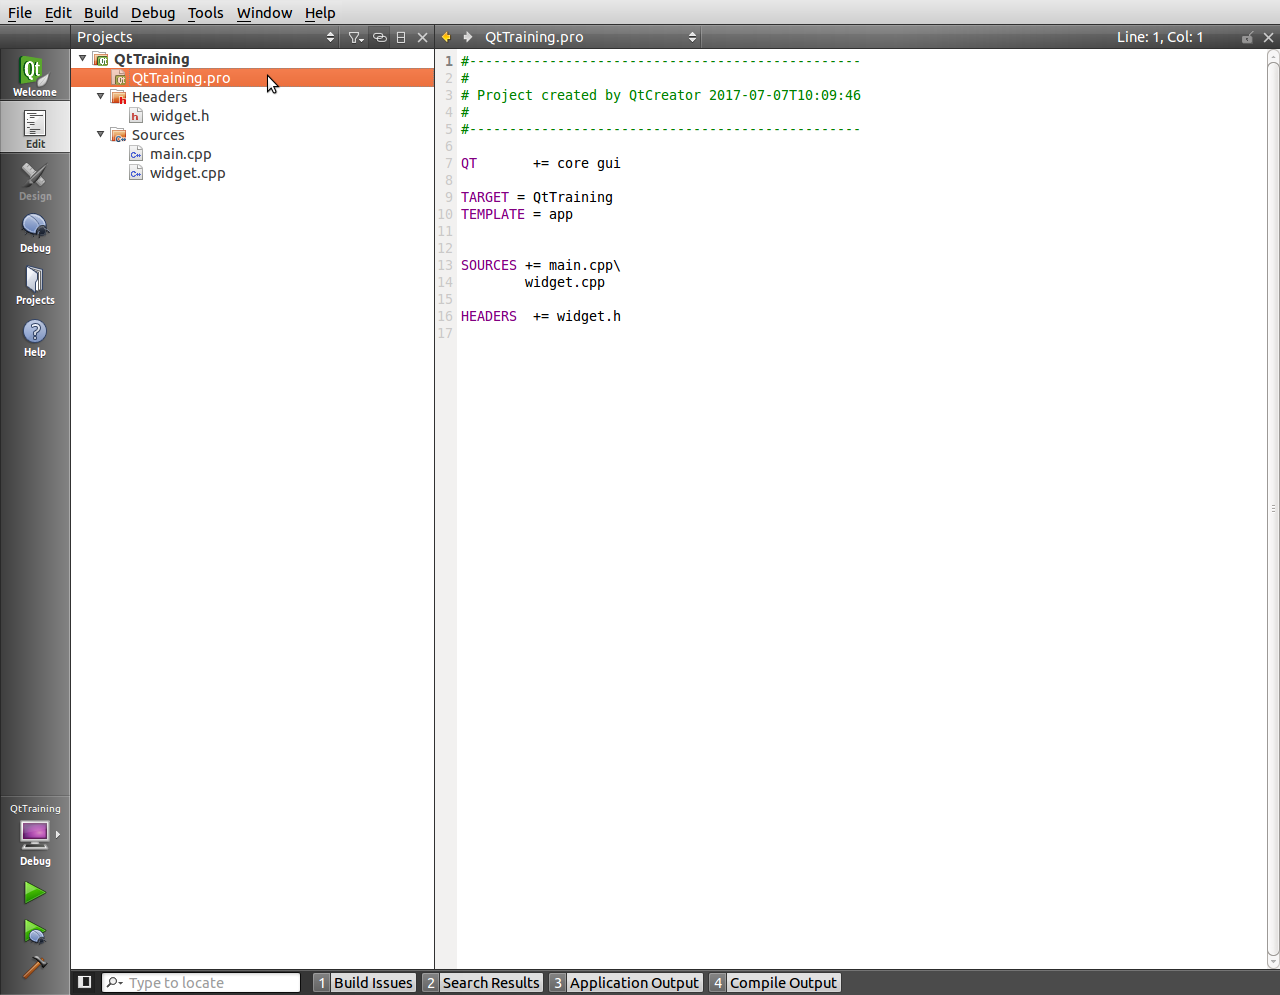 File Edit Build Debug Tools Window Help
Projects
QtTraining.pro
Line: 1, Col: 1
Qt
Welcome
Edit
Design
Debug
Projects
Help
QtTraining
QtTraining.pro
Headers
widget.h
Sources
main.cpp
widget.cpp
1 #-------------------------------------------------
2 #
3 # Project created by QtCreator 2017-07-07T10:09:46
4 #
5 #-------------------------------------------------
6
7 QT       += core gui
8
9 TARGET = QtTraining
10 TEMPLATE = app
11
12
13 SOURCES += main.cpp\
14         widget.cpp
15
16 HEADERS  += widget.h
17
QtTraining
Debug
Type to locate
1 Build Issues 2 Search Results 3 Application Output 4 Compile Output